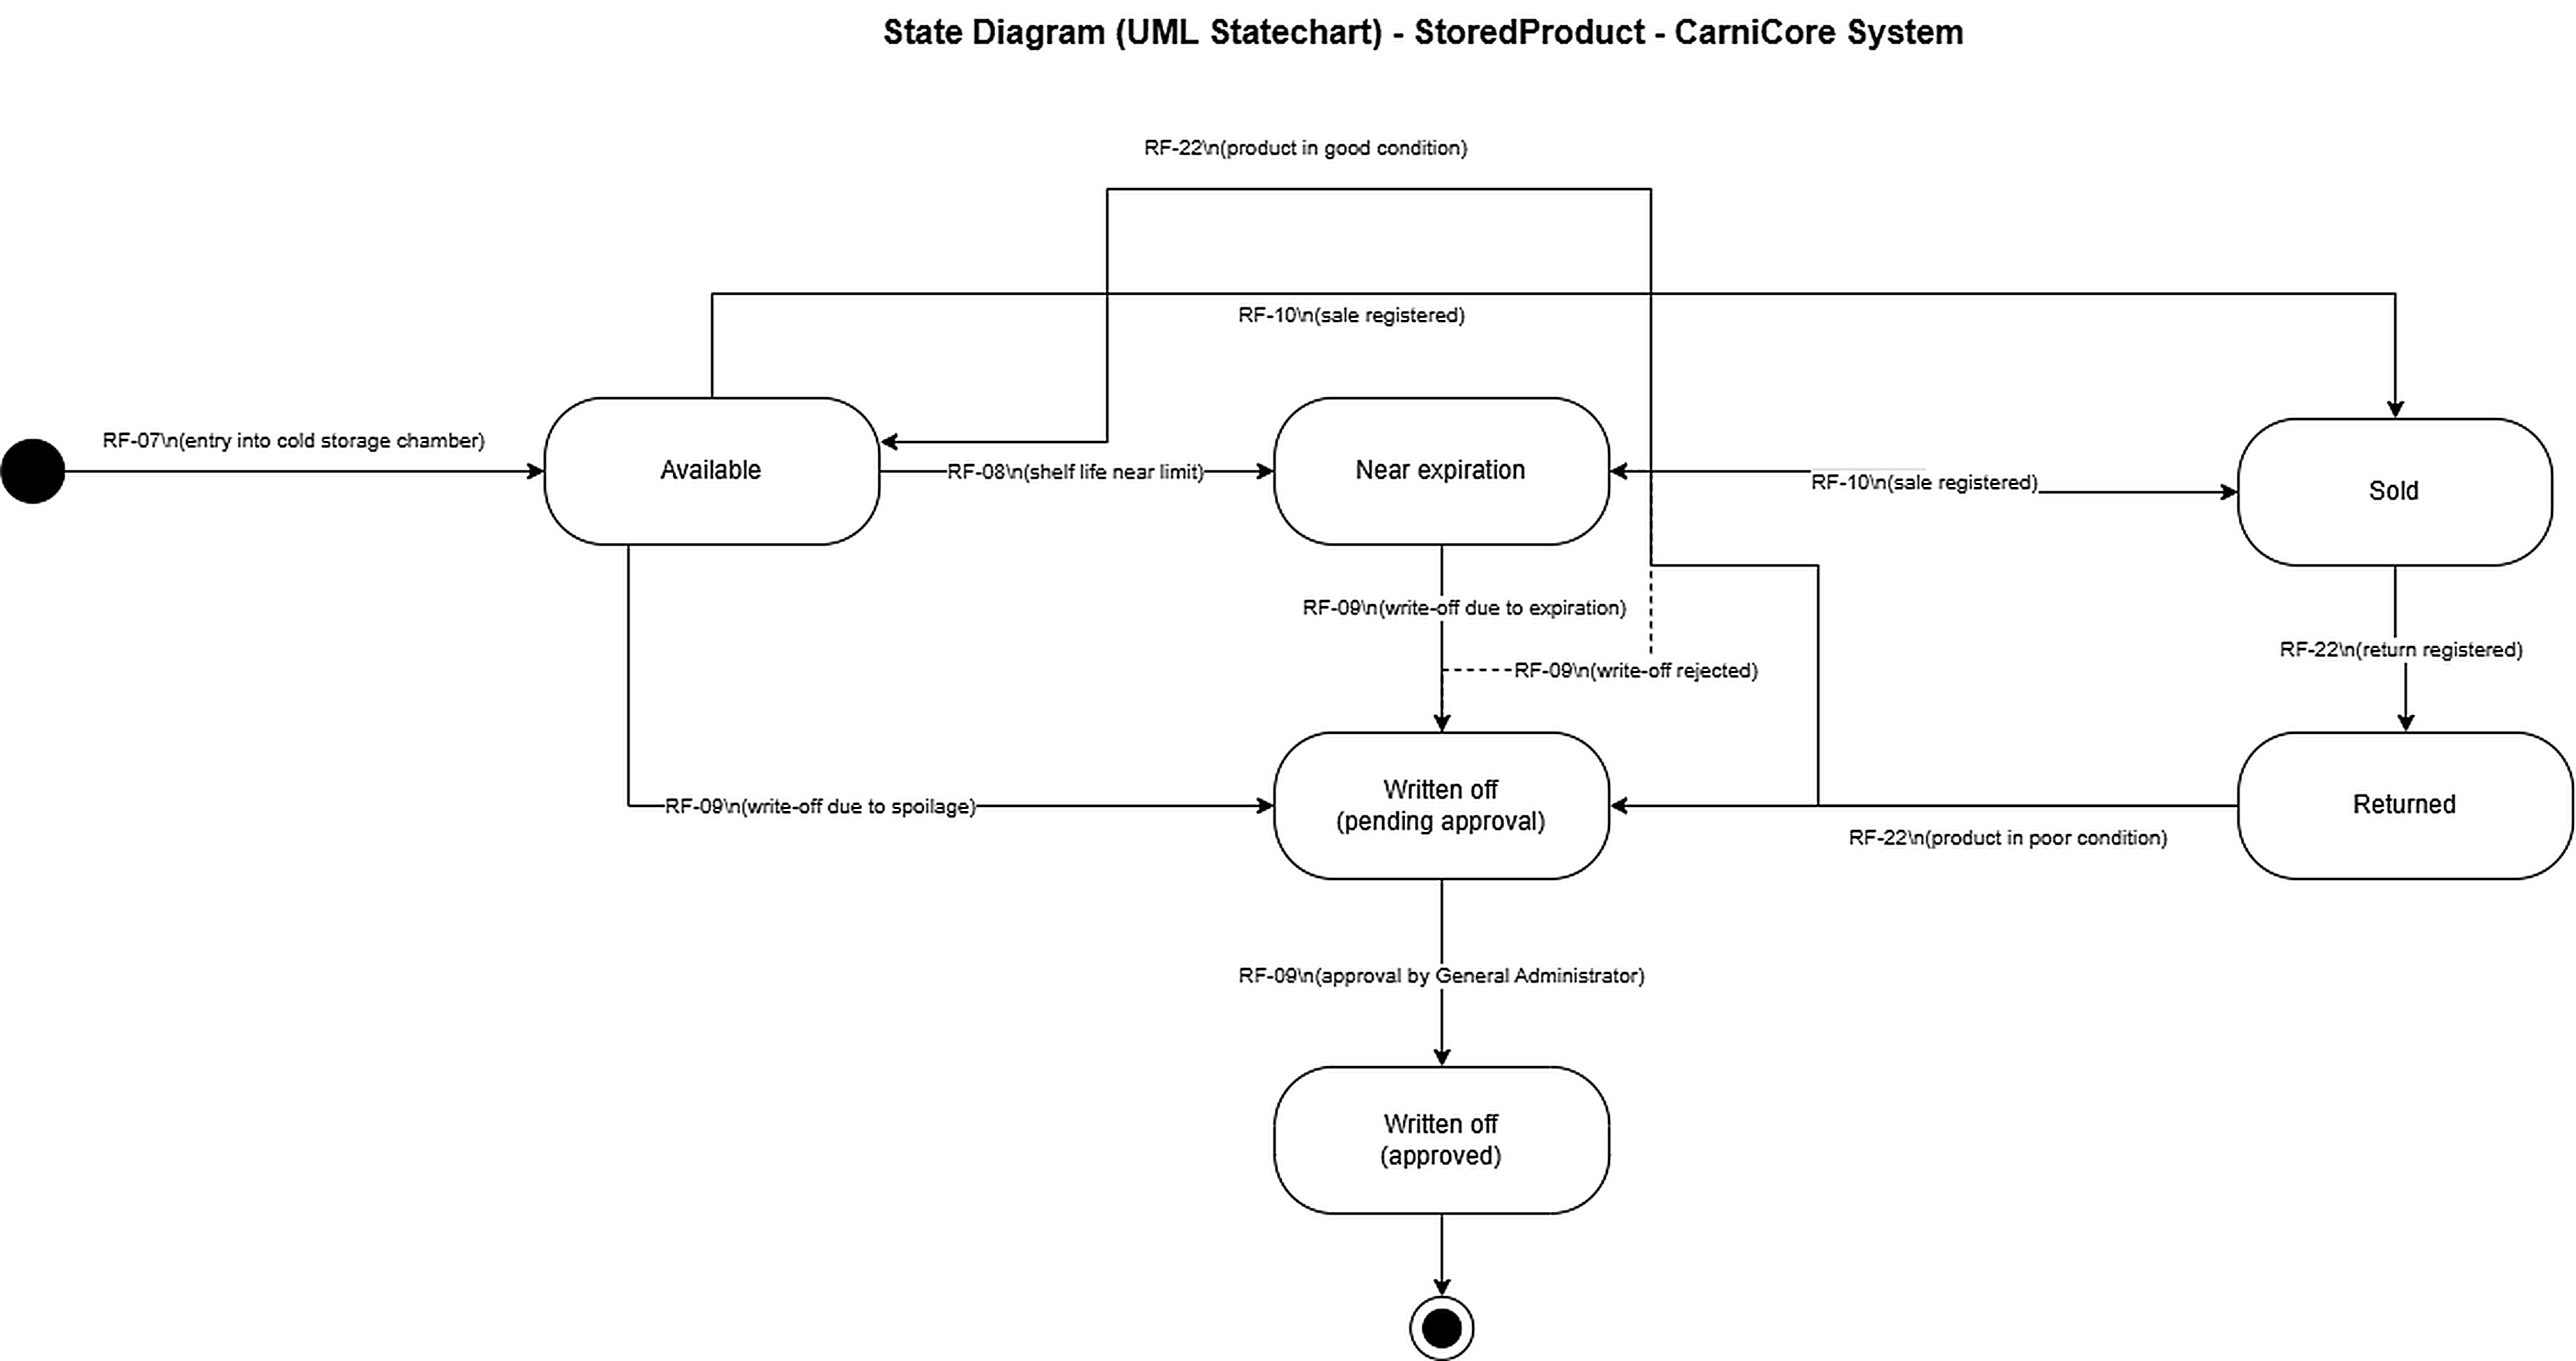 State Diagram (UML Statechart) - StoredProduct - CarniCore System
RF-22\n(product in good condition)
RF-10\n(sale registered)
RF-07\n(entry into cold storage chamber)
Available
RF-08\n(shelf life near limit)
Near expiration
RF-10\n(sale registered)
Sold
RF-09\n(write-off due to expiration)
RF-22\n(return registered)
RF-09\n(write-off rejected)
RF-09\n(write-off due to spoilage)
Written off
(pending approval)
Returned
RF-22\n(product in poor condition)
RF-09\n(approval by General Administrator)
Written off
(approved)